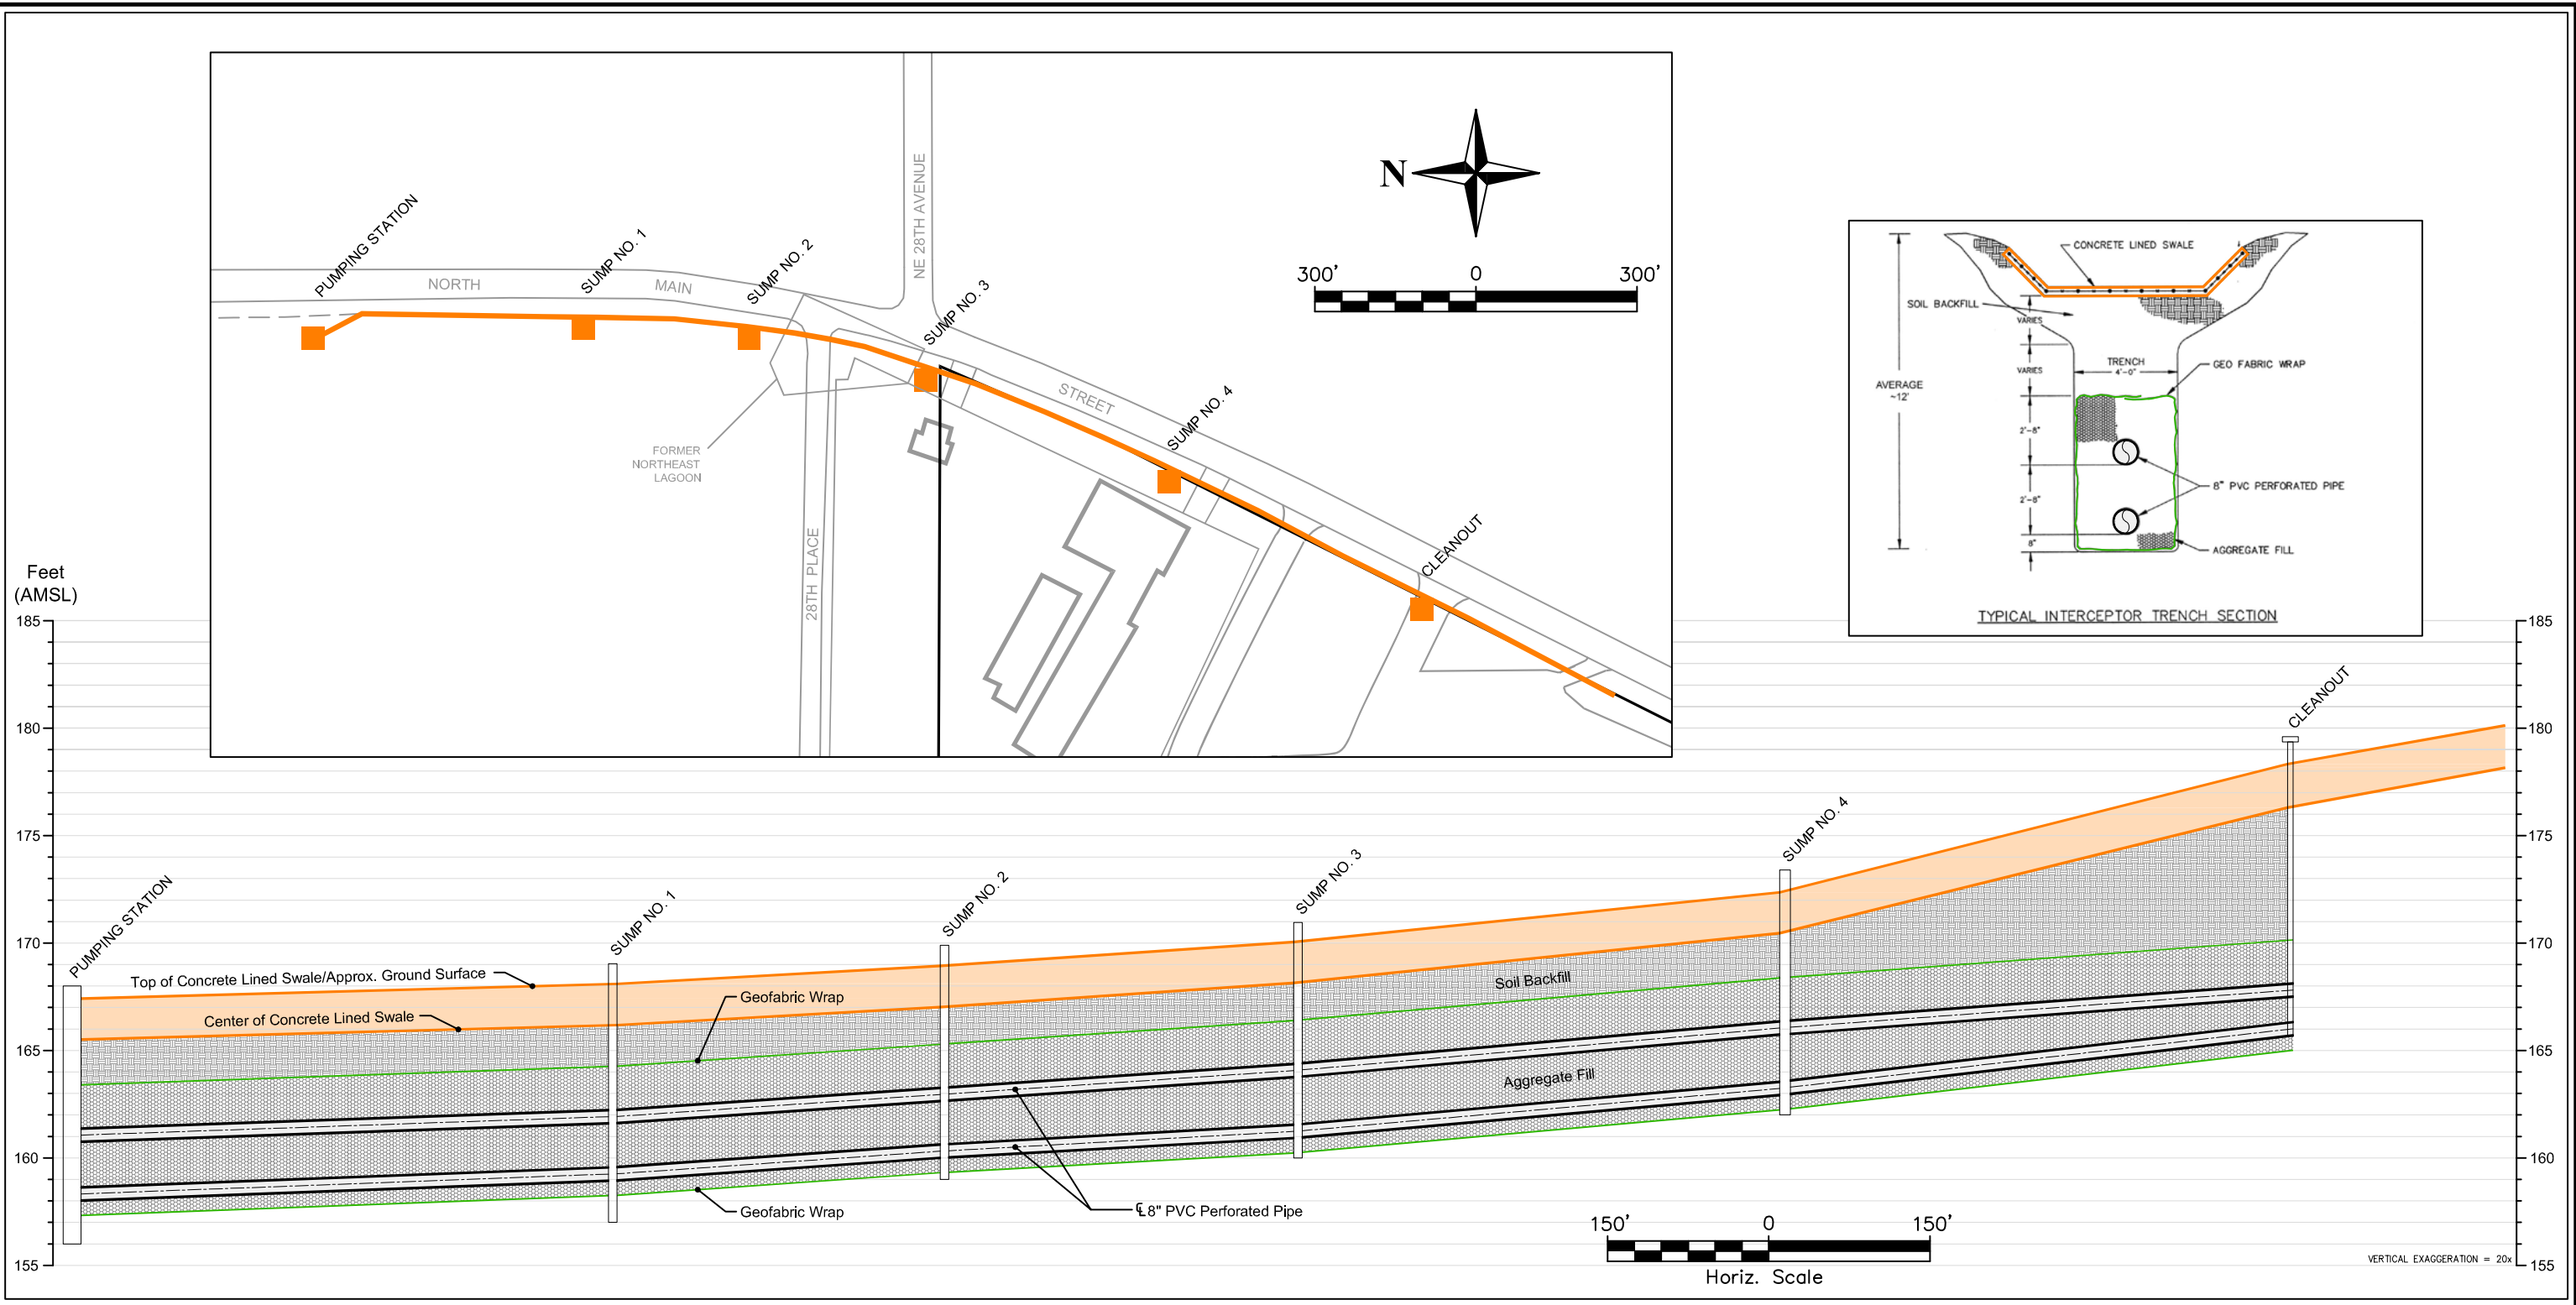 PUMPING STATION
SUMP NO. 1
SUMP NO. 2
SUMP NO. 3
SUMP NO. 4
CLEANOUT
NORTH
MAIN
STREET
NE 28TH AVENUE
28TH PLACE
FORMER
NORTHEAST
LAGOON
N
300' 0 300'
CONCRETE LINED SWALE
SOIL BACKFILL
VARIES
VARIES
TRENCH
4'-0"
GEO FABRIC WRAP
AVERAGE
~12'
2'-8"
2'-8"
8"
8" PVC PERFORATED PIPE
AGGREGATE FILL
TYPICAL INTERCEPTOR TRENCH SECTION
Feet
(AMSL)
185
180
175
170
165
160
155
185
180
175
170
165
160
155
PUMPING STATION
SUMP NO. 1
SUMP NO. 2
SUMP NO. 3
SUMP NO. 4
CLEANOUT
Top of Concrete Lined Swale/Approx. Ground Surface
Center of Concrete Lined Swale
Geofabric Wrap
Soil Backfill
Aggregate Fill
Geofabric Wrap
℄ 8" PVC Perforated Pipe
150' 0 150'
Horiz. Scale
VERTICAL EXAGGERATION = 20x